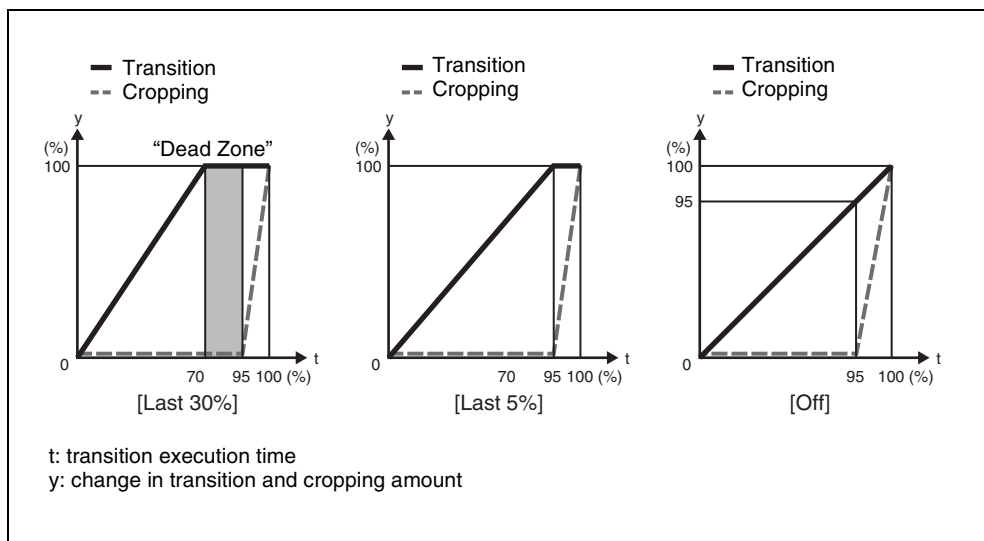 Transition
Cropping
y
(%)
100
“Dead Zone”
0
70
95
100 (%)
t
[Last 30%]
Transition
Cropping
y
(%)
100
0
70
95
100 (%)
t
[Last 5%]
Transition
Cropping
y
(%)
100
95
0
95
100 (%)
t
[Off]
t: transition execution time
y: change in transition and cropping amount